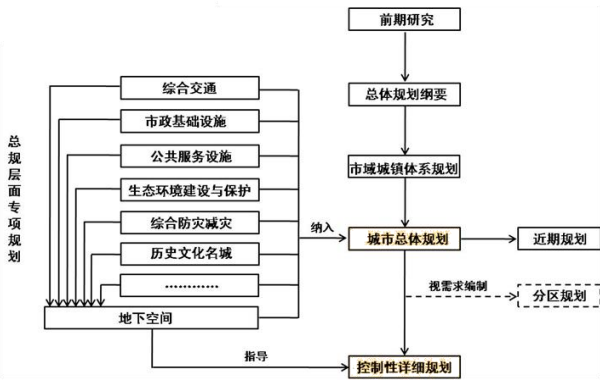 前期研究
总体规划纲要
市域城镇体系规划
城市总体规划
近期规划
视需求编制
分区规划
控制性详细规划
总规层面专项规划
综合交通
市政基础设施
公共服务设施
生态环境建设与保护
综合防灾减灾
历史文化名城
…………
地下空间
纳入
指导